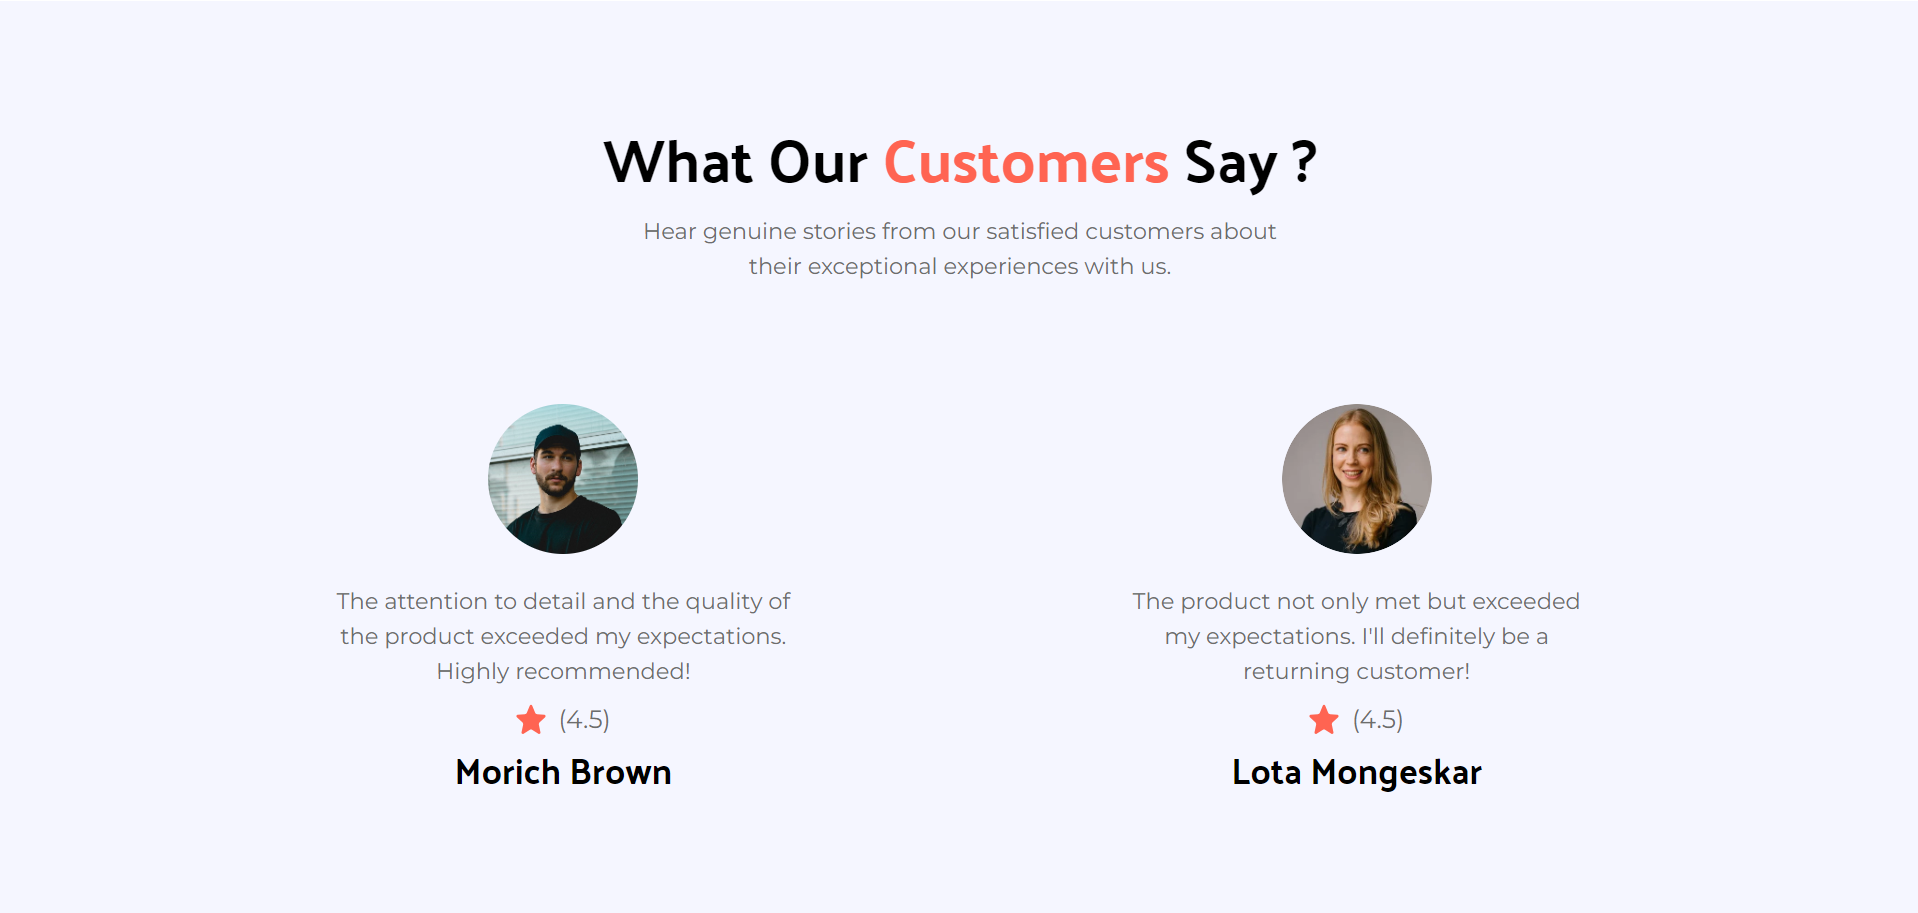 What Our Customers Say ?
Hear genuine stories from our satisfied customers about
their exceptional experiences with us.
The attention to detail and the quality of
the product exceeded my expectations.
Highly recommended!
(4.5)
Morich Brown
The product not only met but exceeded
my expectations. I'll definitely be a
returning customer!
(4.5)
Lota Mongeskar